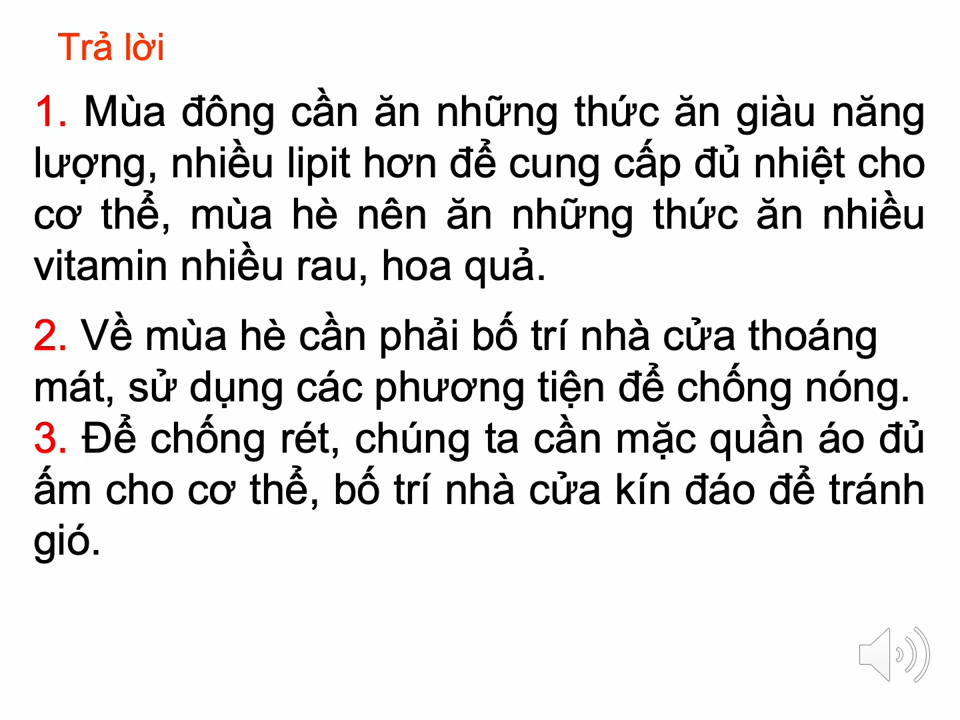 Trả lời
1. Mùa đông cần ăn những thức ăn giàu năng
lượng, nhiều lipit hơn để cung cấp đủ nhiệt cho
cơ thể, mùa hè nên ăn những thức ăn nhiều
vitamin nhiều rau, hoa quả.
2. Về mùa hè cần phải bố trí nhà cửa thoáng
mát, sử dụng các phương tiện để chống nóng.
3. Để chống rét, chúng ta cần mặc quần áo đủ
ấm cho cơ thể, bố trí nhà cửa kín đáo để tránh
gió.